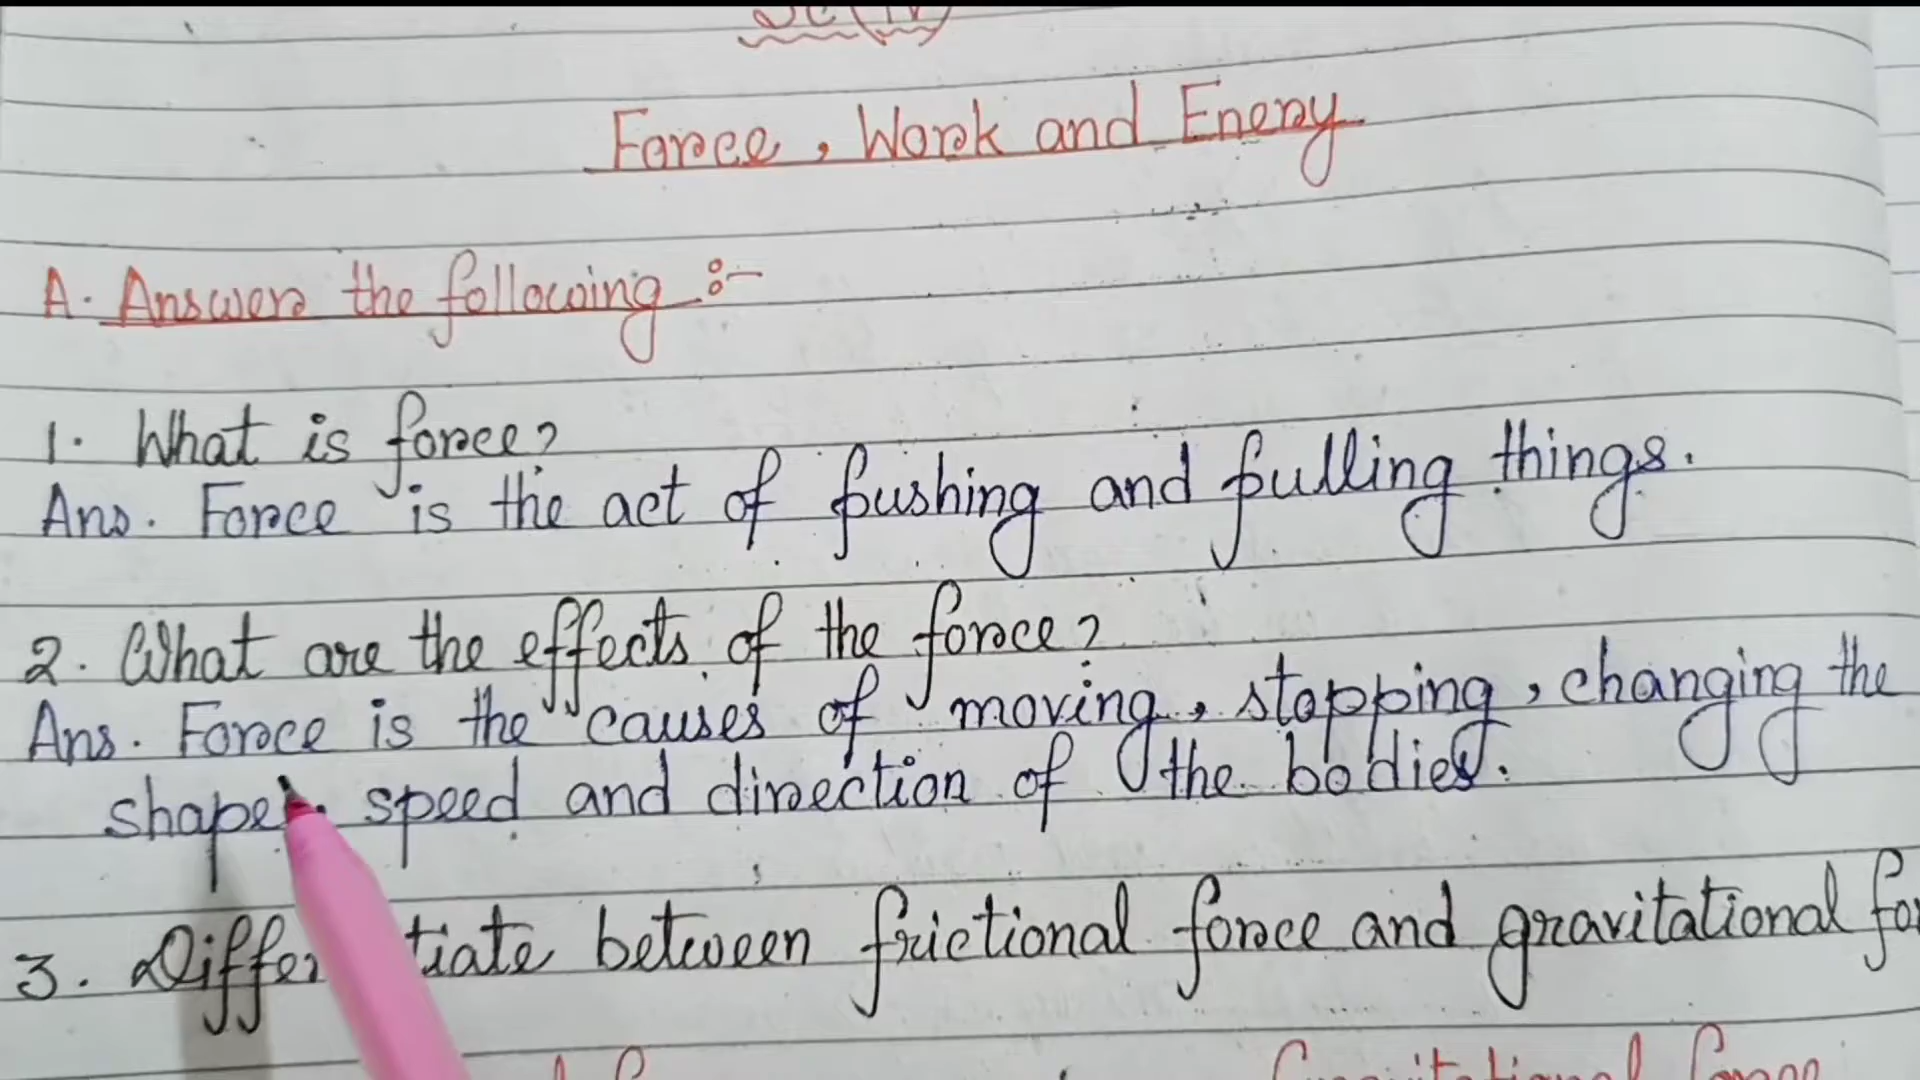 Force, Work and Enery
A. Answers the following :-
1. What is force?
Ans. Force is the act of pushing and pulling things.
2. What are the effects of the force?
Ans. Force is the causes of moving, stopping, changing the
shape, speed and direction of the bodies.
3. Differ tiate between frictional force and gravitational fo
Gravitational force